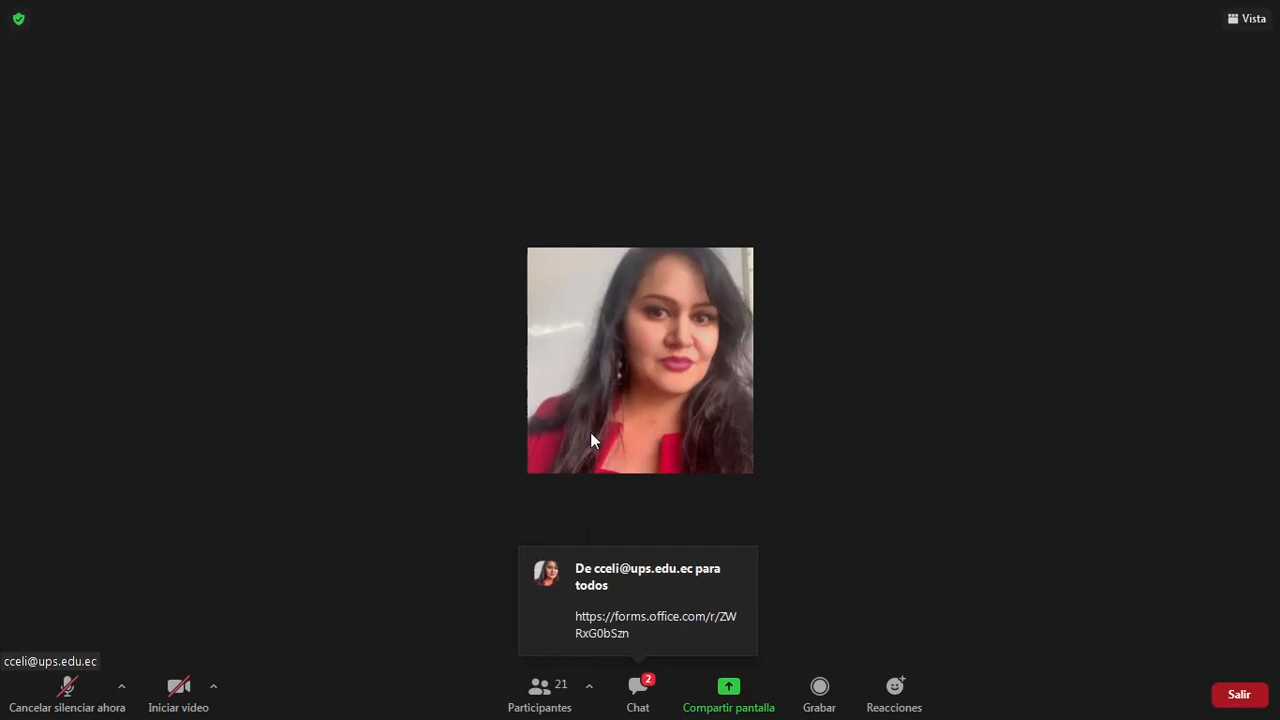 Vista
De cceli@ups.edu.ec para
todos
https://forms.office.com/r/ZW
RxG0bSzn
cceli@ups.edu.ec
21
2
Cancelar silenciar ahora
Iniciar video
Participantes
Chat
Compartir pantalla
Grabar
Reacciones
Salir